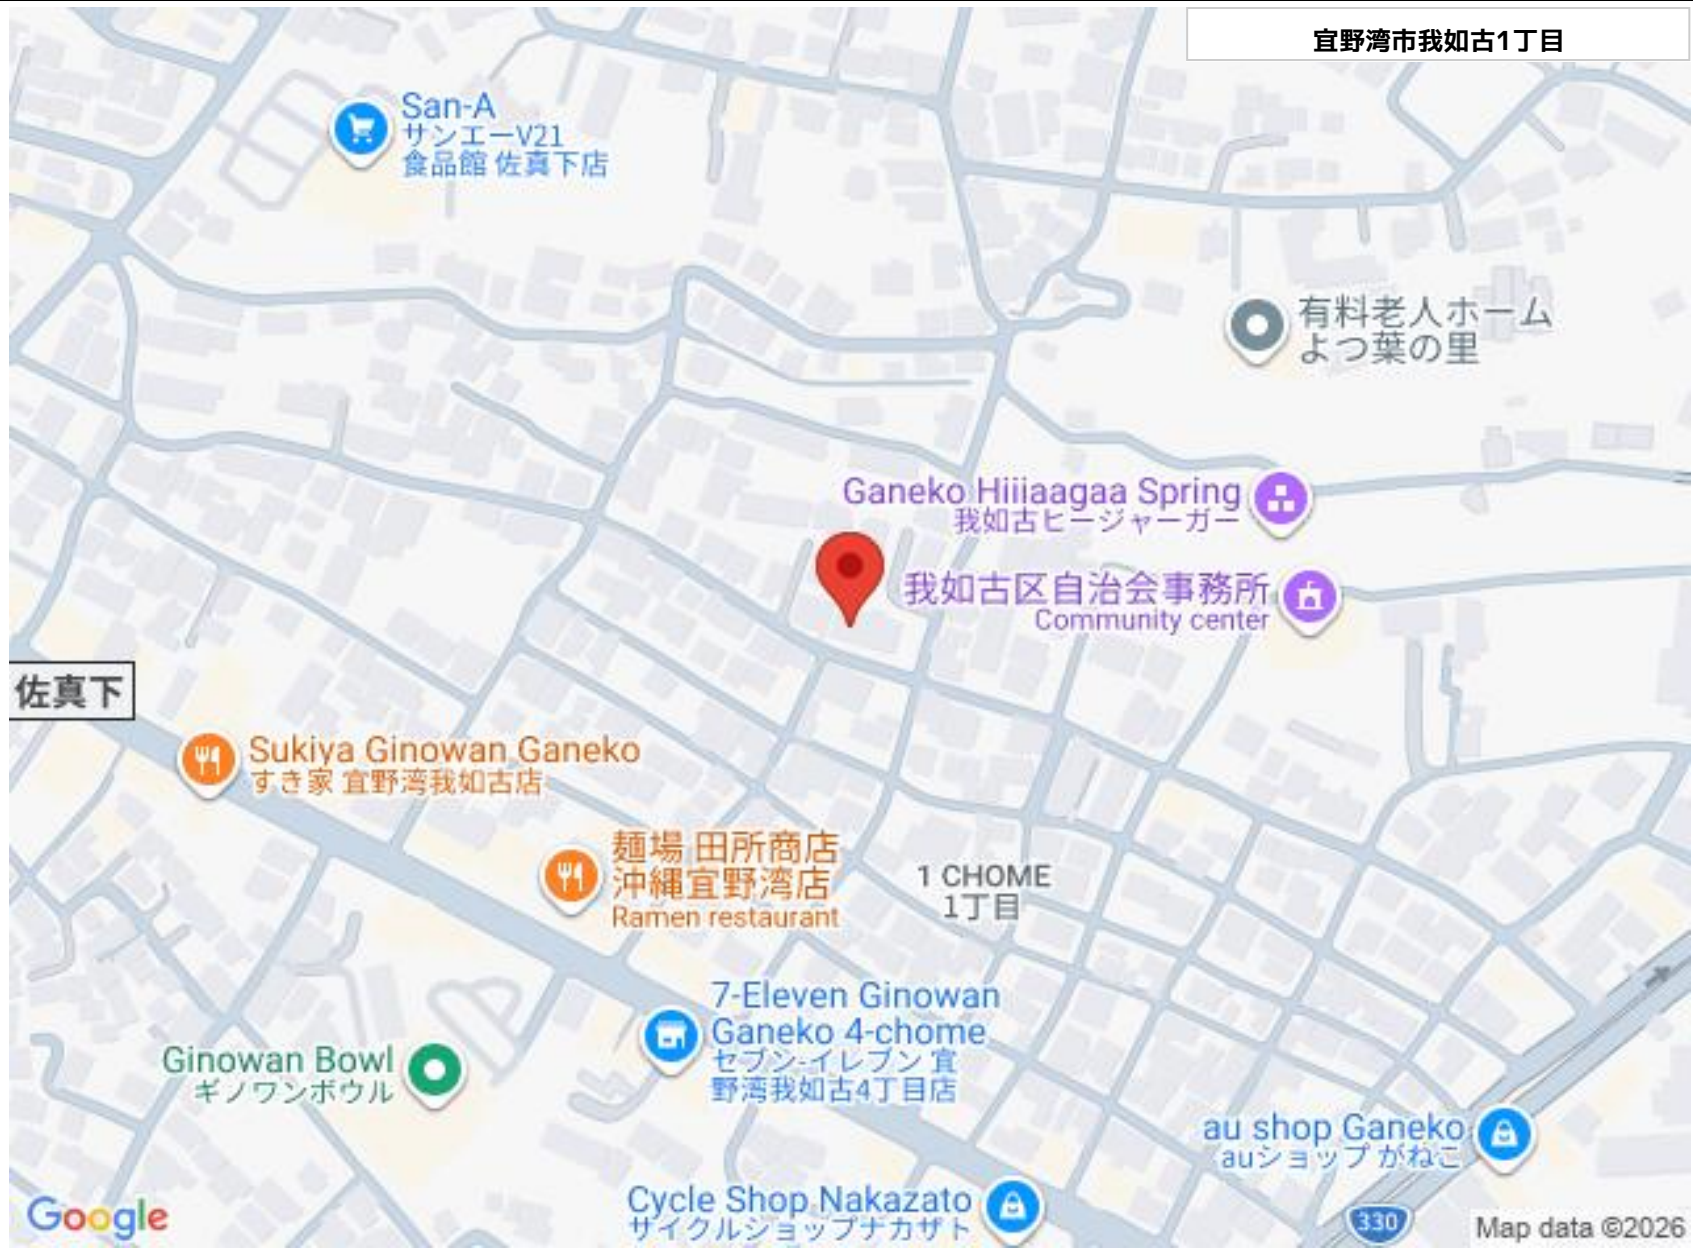 宜野湾市我如古1丁目
San-A
サンエーV21
食品館 佐真下店
有料老人ホーム
よつ葉の里
Ganeko Hiijaagaa Spring
我如古ヒージャーガー
我如古区自治会事務所
Community center
佐真下
Sukiya Ginowan Ganeko
すき家 宜野湾我如古店
麺場 田所商店
沖縄宜野湾店
Ramen restaurant
1 CHOME
1丁目
7-Eleven Ginowan
Ganeko 4-chome
セブン-イレブン 宜
野湾我如古4丁目店
Ginowan Bowl
ギノワンボウル
au shop Ganeko
auショップ がねこ
Cycle Shop Nakazato
サイクルショップナカザト
330
Google
Map data ©2026